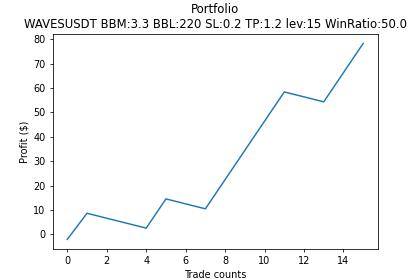 Portfolio
WAVESUSDT BBM:3.3 BBL:220 SL:0.2 TP:1.2 lev:15 WinRatio:50.0
80
70
60
50
40
30
20
10
0
Profit ($)
0 2 4 6 8 10 12 14
Trade counts